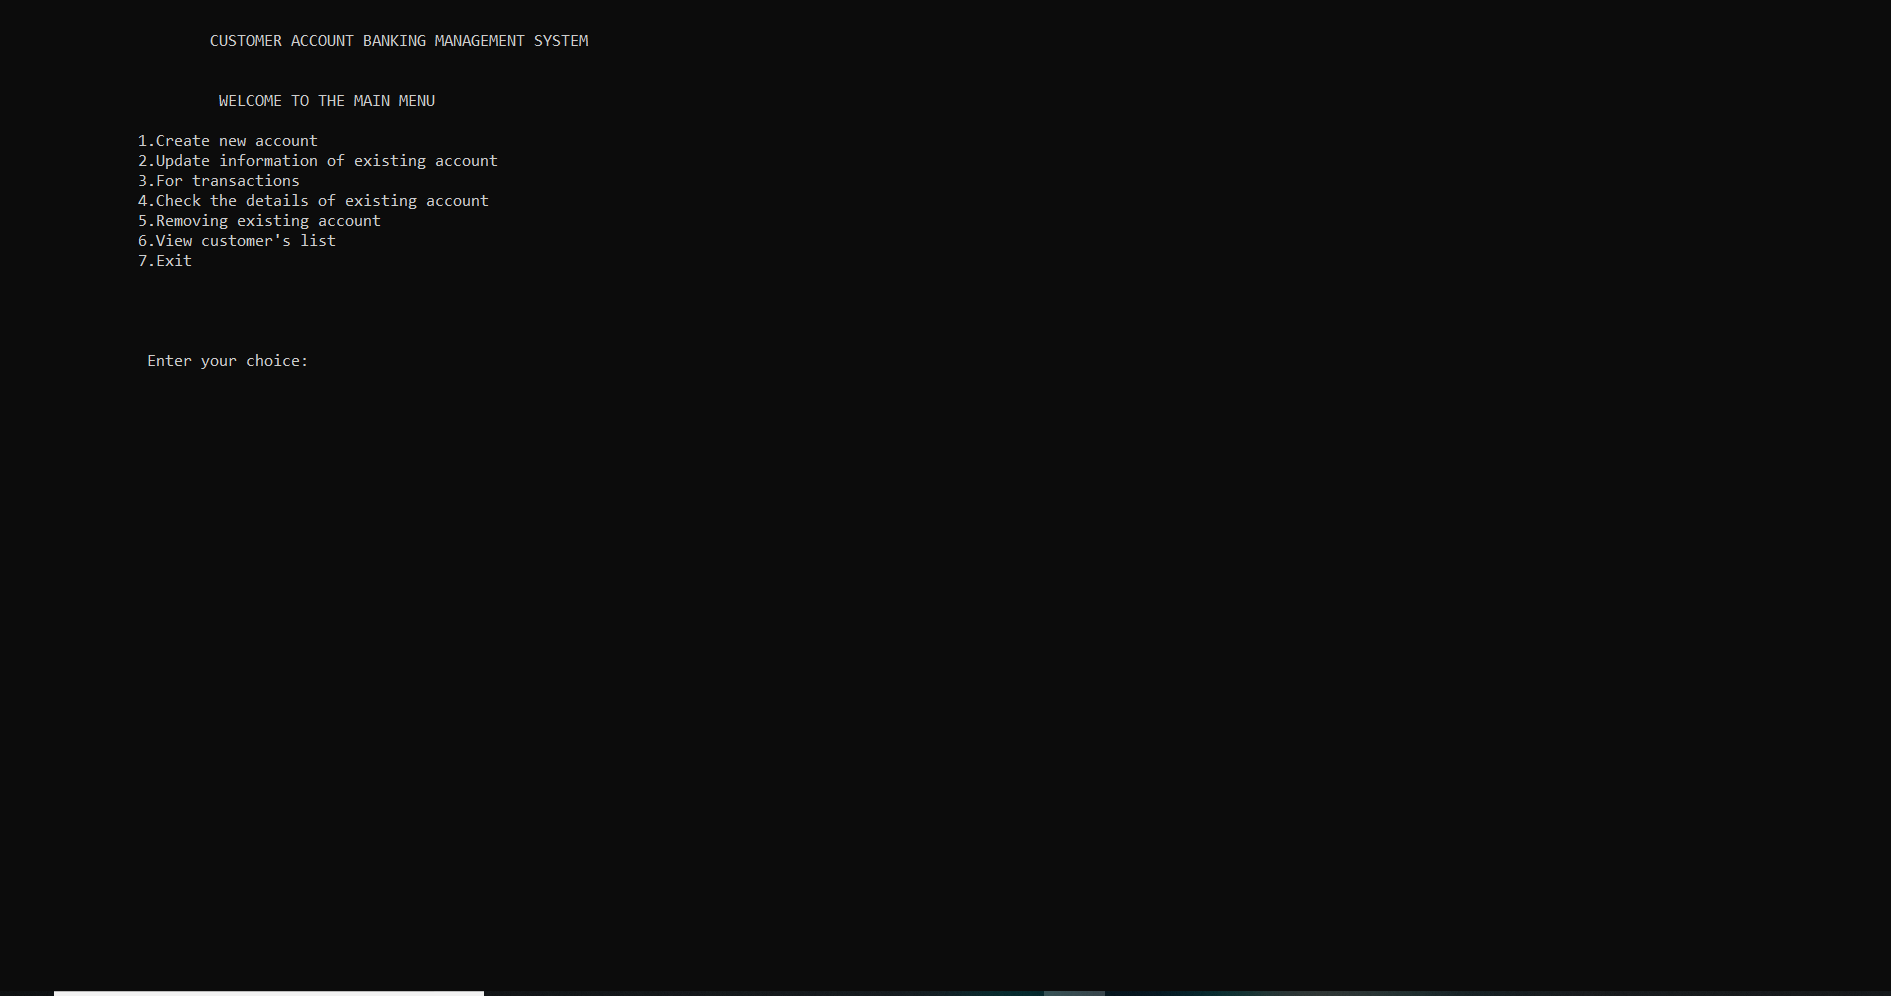 CUSTOMER ACCOUNT BANKING MANAGEMENT SYSTEM
WELCOME TO THE MAIN MENU
1.Create new account
2.Update information of existing account
3.For transactions
4.Check the details of existing account
5.Removing existing account
6.View customer's list
7.Exit
Enter your choice: